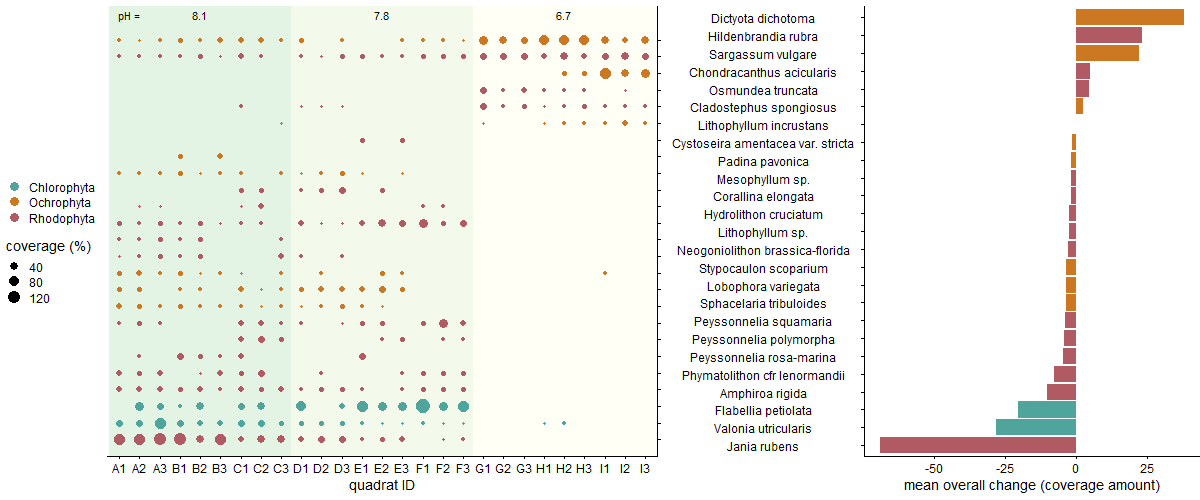 pH =
8.1
7.8
6.7
Chlorophyta
Ochrophyta
Rhodophyta
coverage (%)
40
80
120
A1 A2 A3 B1 B2 B3 C1 C2 C3 D1 D2 D3 E1 E2 E3 F1 F2 F3 G1 G2 G3 H1 H2 H3 I1 I2 I3
quadrat ID
Dictyota dichotoma
Hildenbrandia rubra
Sargassum vulgare
Chondracanthus acicularis
Osmundea truncata
Cladostephus spongiosus
Lithophyllum incrustans
Cystoseira amentacea var. stricta
Padina pavonica
Mesophyllum sp.
Corallina elongata
Hydrolithon cruciatum
Lithophyllum sp.
Neogoniolithon brassica-florida
Stypocaulon scoparium
Lobophora variegata
Sphacelaria tribuloides
Peyssonnelia squamaria
Peyssonnelia polymorpha
Peyssonnelia rosa-marina
Phymatolithon cfr lenormandii
Amphiroa rigida
Flabellia petiolata
Valonia utricularis
Jania rubens
-50 -25 0 25
mean overall change (coverage amount)